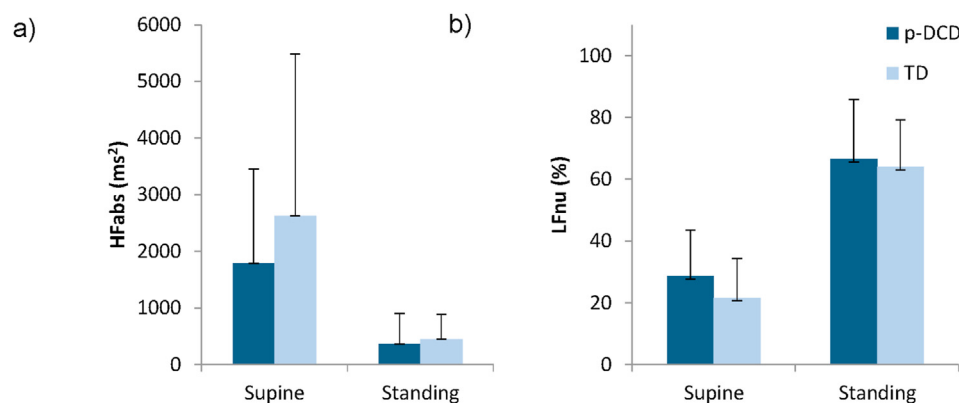 a)
6000
5000
4000
3000
2000
1000
0
HFabs (ms²)
Supine
Standing
b)
100
80
60
40
20
0
LFnu (%)
Supine
Standing
p-DCD
TD